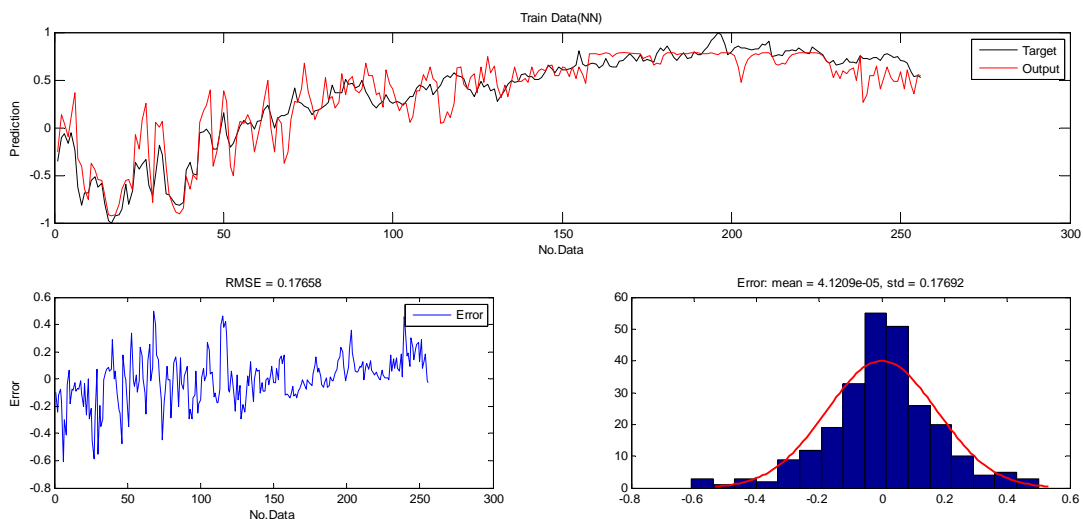 Train Data(NN)
1
0.5
0
-0.5
-1
Prediction
Target
Output
0 50 100 150 200 250 300
No.Data
RMSE = 0.17658
0.6
0.4
0.2
0
-0.2
-0.4
-0.6
-0.8
Error
Error
0 50 100 150 200 250 300
No.Data
Error: mean = 4.1209e-05, std = 0.17692
60
50
40
30
20
10
0
-0.8 -0.6 -0.4 -0.2 0 0.2 0.4 0.6